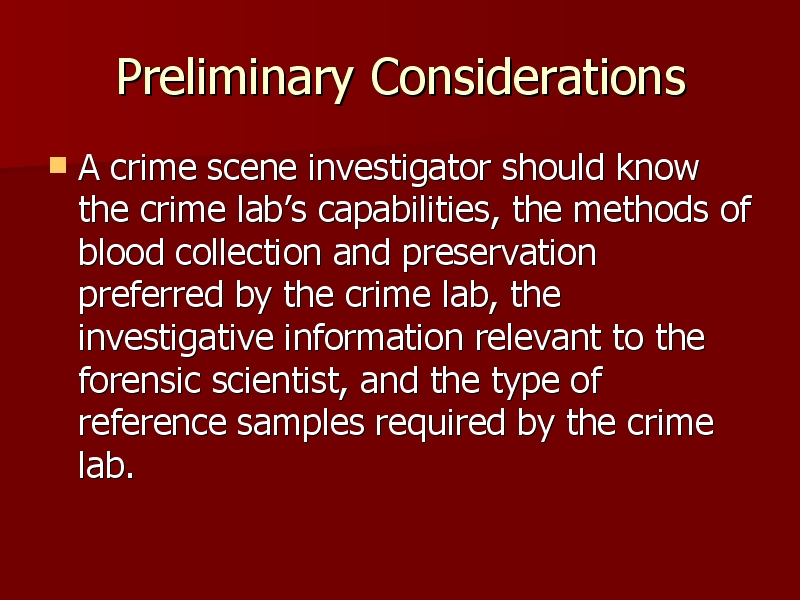 Preliminary Considerations
A crime scene investigator should know
the crime lab’s capabilities, the methods of
blood collection and preservation
preferred by the crime lab, the
investigative information relevant to the
forensic scientist, and the type of
reference samples required by the crime
lab.